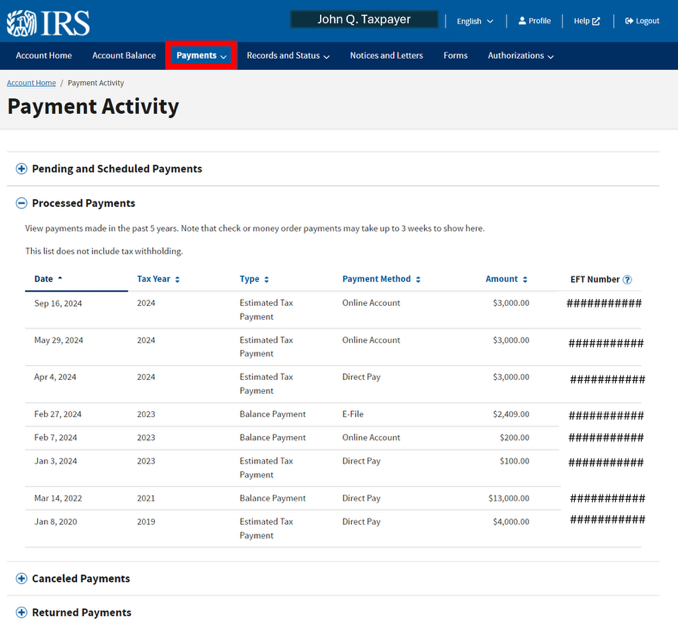 IRS
John Q. Taxpayer
English
Profile
Help
Logout
Account Home
Account Balance
Payments
Records and Status
Notices and Letters
Forms
Authorizations
Account Home / Payment Activity
Payment Activity
Pending and Scheduled Payments
Processed Payments
View payments made in the past 5 years. Note that check or money order payments may take up to 3 weeks to show here.
This list does not include tax withholding.
Date Tax Year Type Payment Method Amount EFT Number ?
Sep 16, 2024 2024 Estimated Tax Online Account $3,000.00 ###########
Payment
May 29, 2024 2024 Estimated Tax Online Account $3,000.00 ###########
Payment
Apr 4, 2024 2024 Estimated Tax Direct Pay $3,000.00 ###########
Payment
Feb 27, 2024 2023 Balance Payment E-File $2,409.00 ###########
Feb 7, 2024 2023 Balance Payment Online Account $200.00 ###########
Jan 3, 2024 2023 Estimated Tax Direct Pay $100.00 ###########
Payment
Mar 14, 2022 2021 Balance Payment Direct Pay $13,000.00 ###########
Jan 8, 2020 2019 Estimated Tax Direct Pay $4,000.00 ###########
Payment
Canceled Payments
Returned Payments